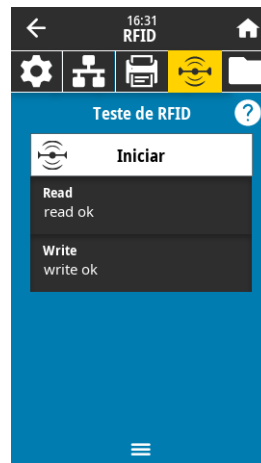 16:31
RFID
Teste de RFID
?
Iniciar
Read
read ok
Write
write ok